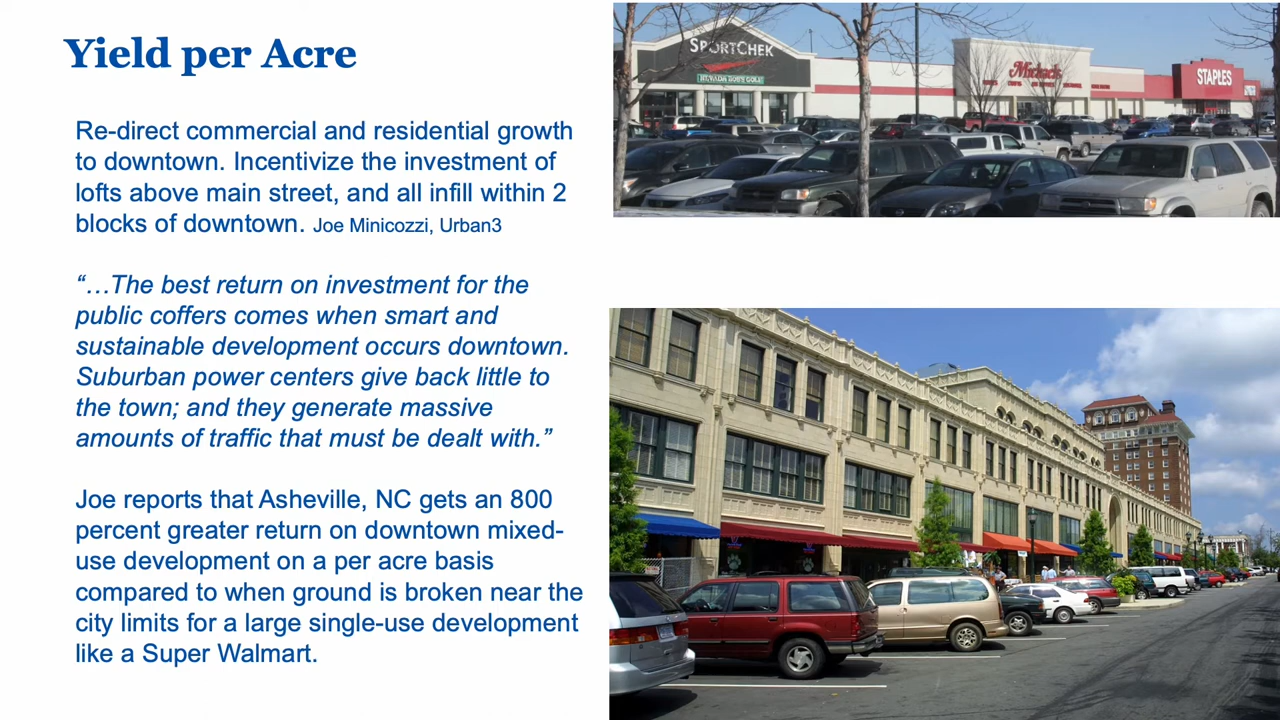 Yield per Acre
Re-direct commercial and residential growth
to downtown. Incentivize the investment of
lofts above main street, and all infill within 2
blocks of downtown. Joe Minicozzi, Urban3
“…The best return on investment for the
public coffers comes when smart and
sustainable development occurs downtown.
Suburban power centers give back little to
the town; and they generate massive
amounts of traffic that must be dealt with.”
Joe reports that Asheville, NC gets an 800
percent greater return on downtown mixed-
use development on a per acre basis
compared to when ground is broken near the
city limits for a large single-use development
like a Super Walmart.
SPORTCHEK
NEVADA BOB'S GOLF
Michaels
STAPLES